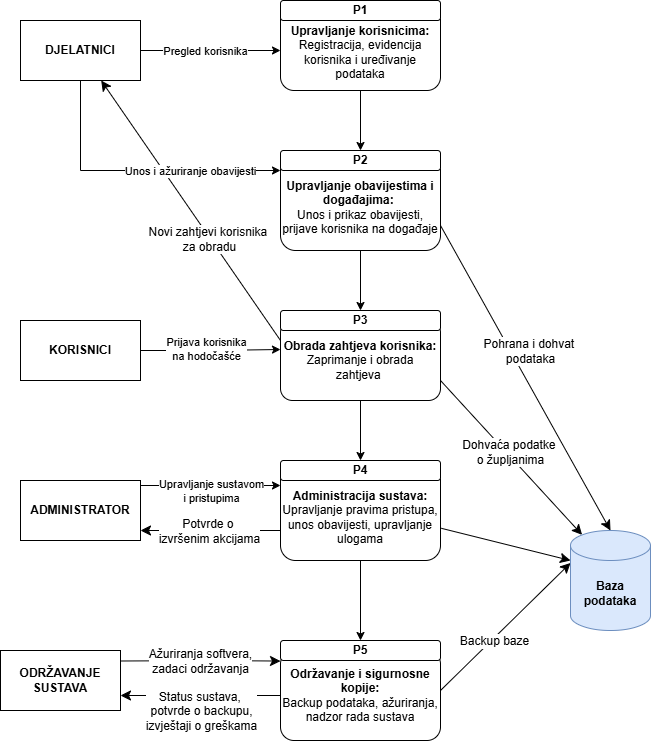 P1
Upravljanje korisnicima:
Registracija, evidencija
korisnika i uređivanje
podataka
DJELATNICI
Pregled korisnika
P2
Upravljanje obavijestima i
događajima:
Unos i prikaz obavijesti,
prijave korisnika na događaje
Unos i ažuriranje obavijesti
Novi zahtjevi korisnika
za obradu
P3
Obrada zahtjeva korisnika:
Zaprimanje i obrada
zahtjeva
KORISNICI
Prijava korisnika
na hodočašće
Pohrana i dohvat
podataka
Dohvaća podatke
o župljanima
P4
Administracija sustava:
Upravljanje pravima pristupa,
unos obavijesti, upravljanje
ulogama
ADMINISTRATOR
Upravljanje sustavom
i pristupima
Potvrde o
izvršenim akcijama
Baza
podataka
P5
Održavanje i sigurnosne
kopije:
Backup podataka, ažuriranja,
nadzor rada sustava
ODRŽAVANJE
SUSTAVA
Ažuriranja softvera,
zadaci održavanja
Status sustava,
potvrde o backupu,
izvještaji o greškama
Backup baze